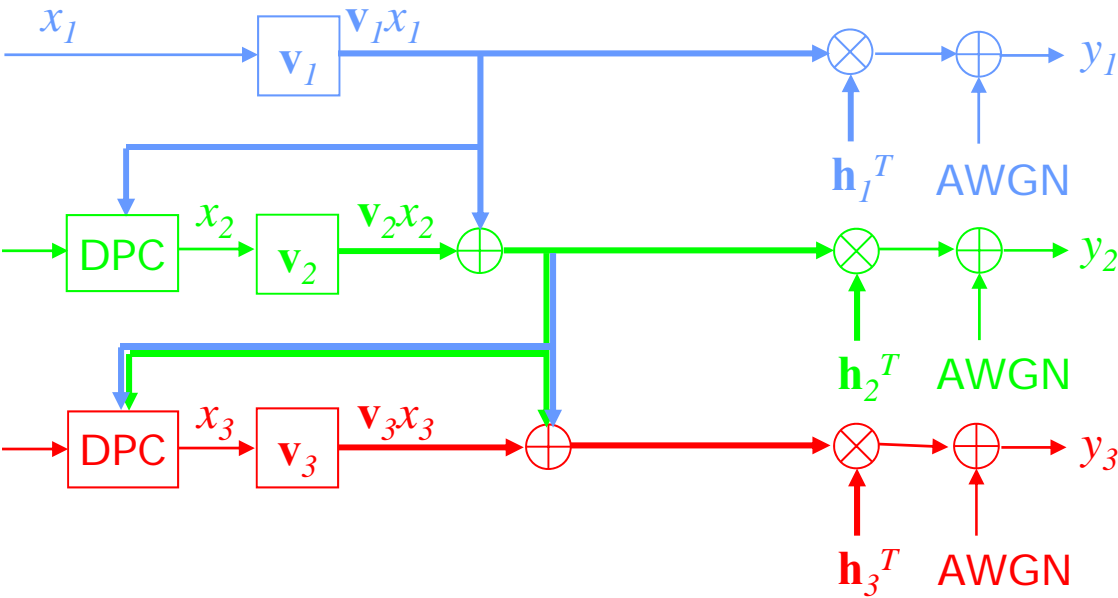 x₁
v₁x₁
v₁
y₁
h₁ᵀ
AWGN
DPC
x₂
v₂x₂
v₂
y₂
h₂ᵀ
AWGN
DPC
x₃
v₃x₃
v₃
y₃
h₃ᵀ
AWGN